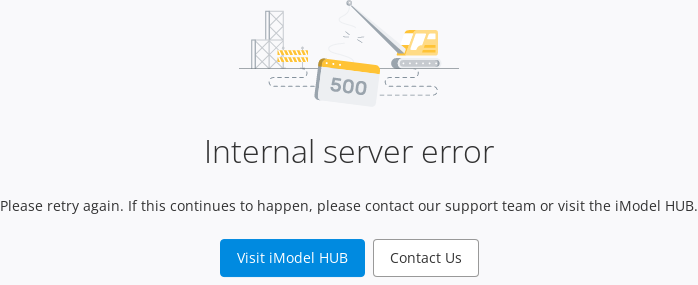 500
Internal server error
Please retry again. If this continues to happen, please contact our support team or visit the iModel HUB.
Visit iModel HUB
Contact Us